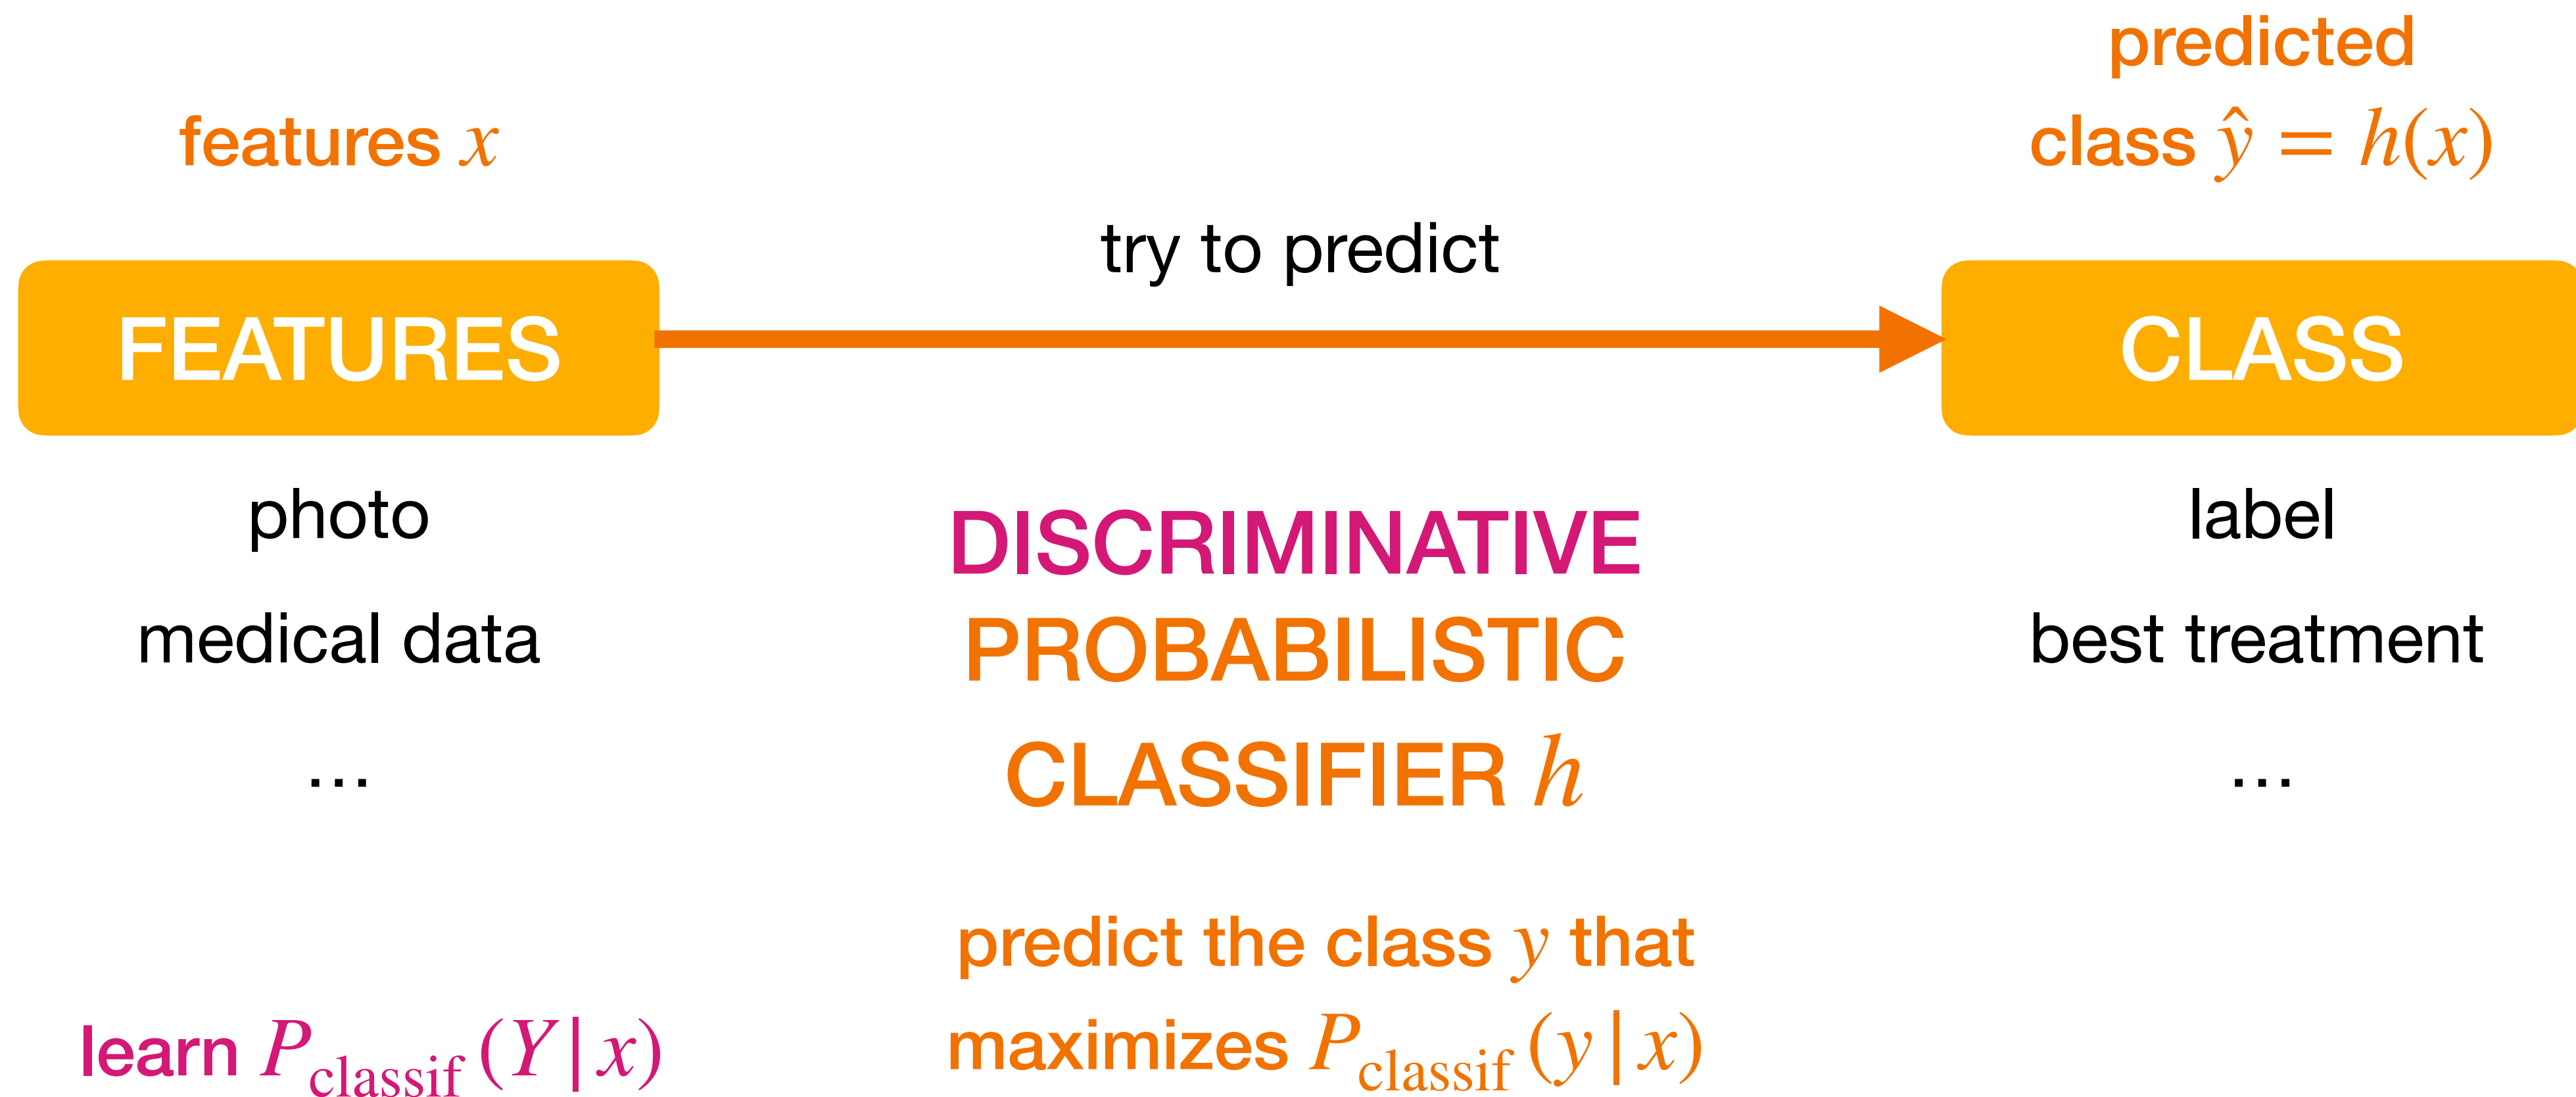 features x
predicted
class ŷ = h(x)
try to predict
FEATURES
CLASS
photo
medical data
...
DISCRIMINATIVE
PROBABILISTIC
CLASSIFIER h
label
best treatment
...
learn P_classif (Y | x)
predict the class y that
maximizes P_classif (y | x)